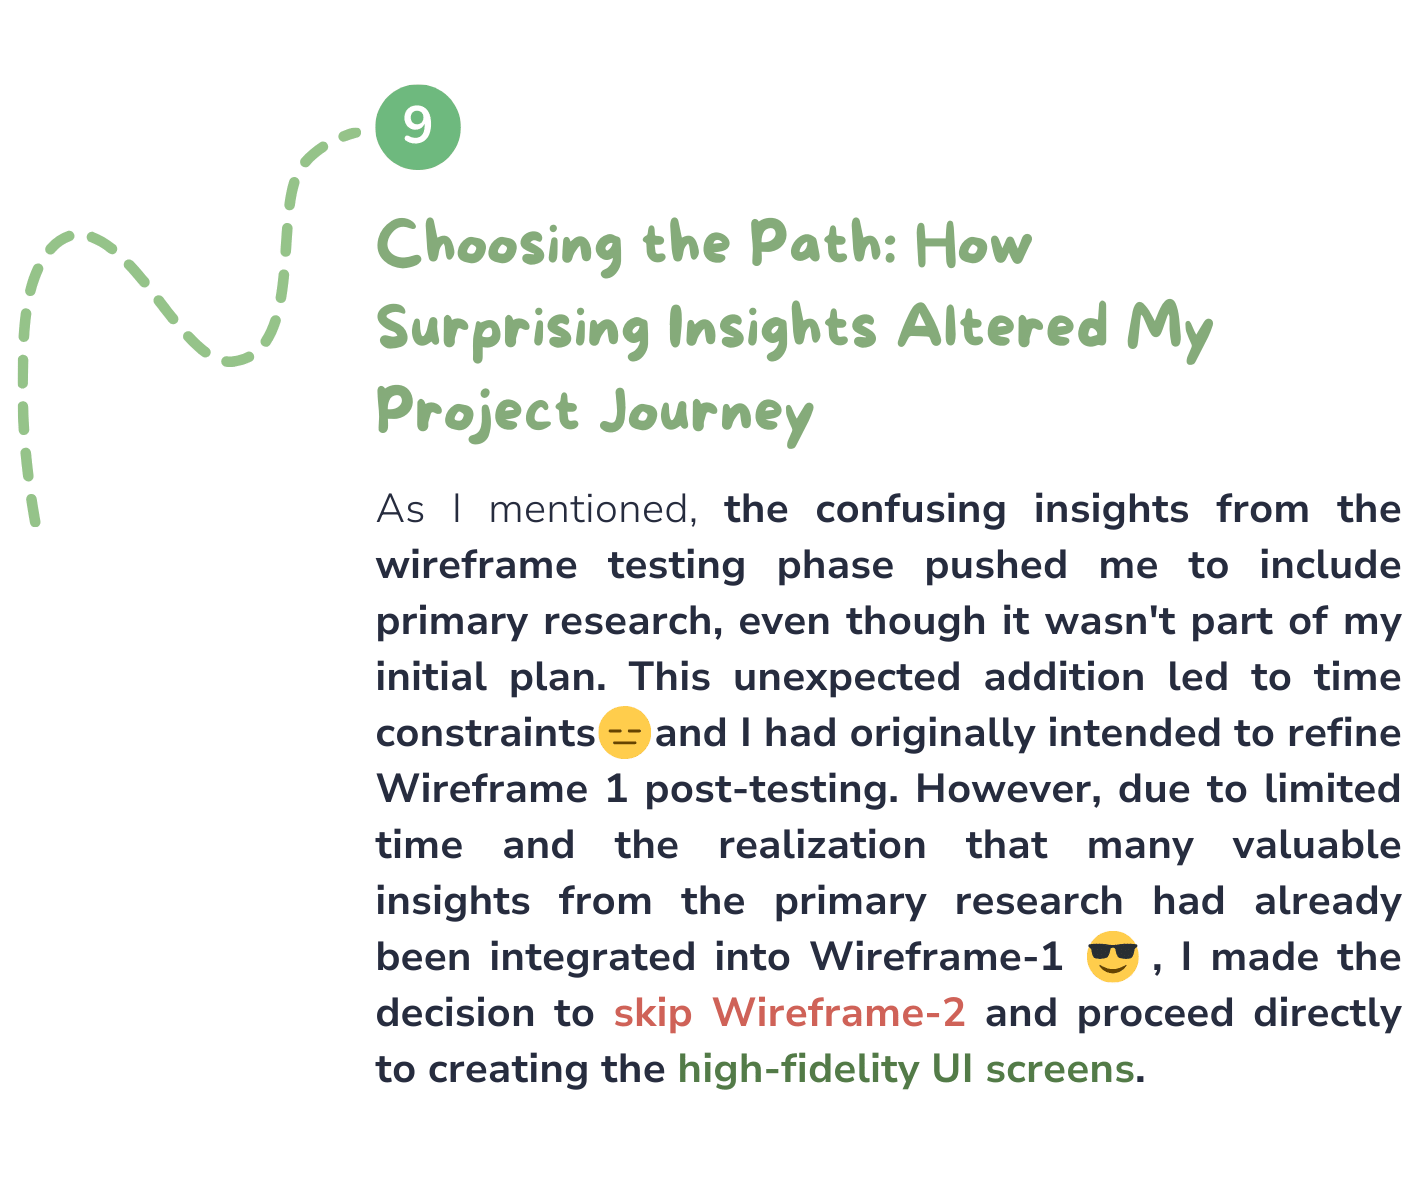 9
Choosing the Path: How
Surprising Insights Altered My
Project Journey
As I mentioned, the confusing insights from the
wireframe testing phase pushed me to include
primary research, even though it wasn't part of my
initial plan. This unexpected addition led to time
constraints😑and I had originally intended to refine
Wireframe 1 post-testing. However, due to limited
time and the realization that many valuable
insights from the primary research had already
been integrated into Wireframe-1 😎 , I made the
decision to skip Wireframe-2 and proceed directly
to creating the high-fidelity UI screens.